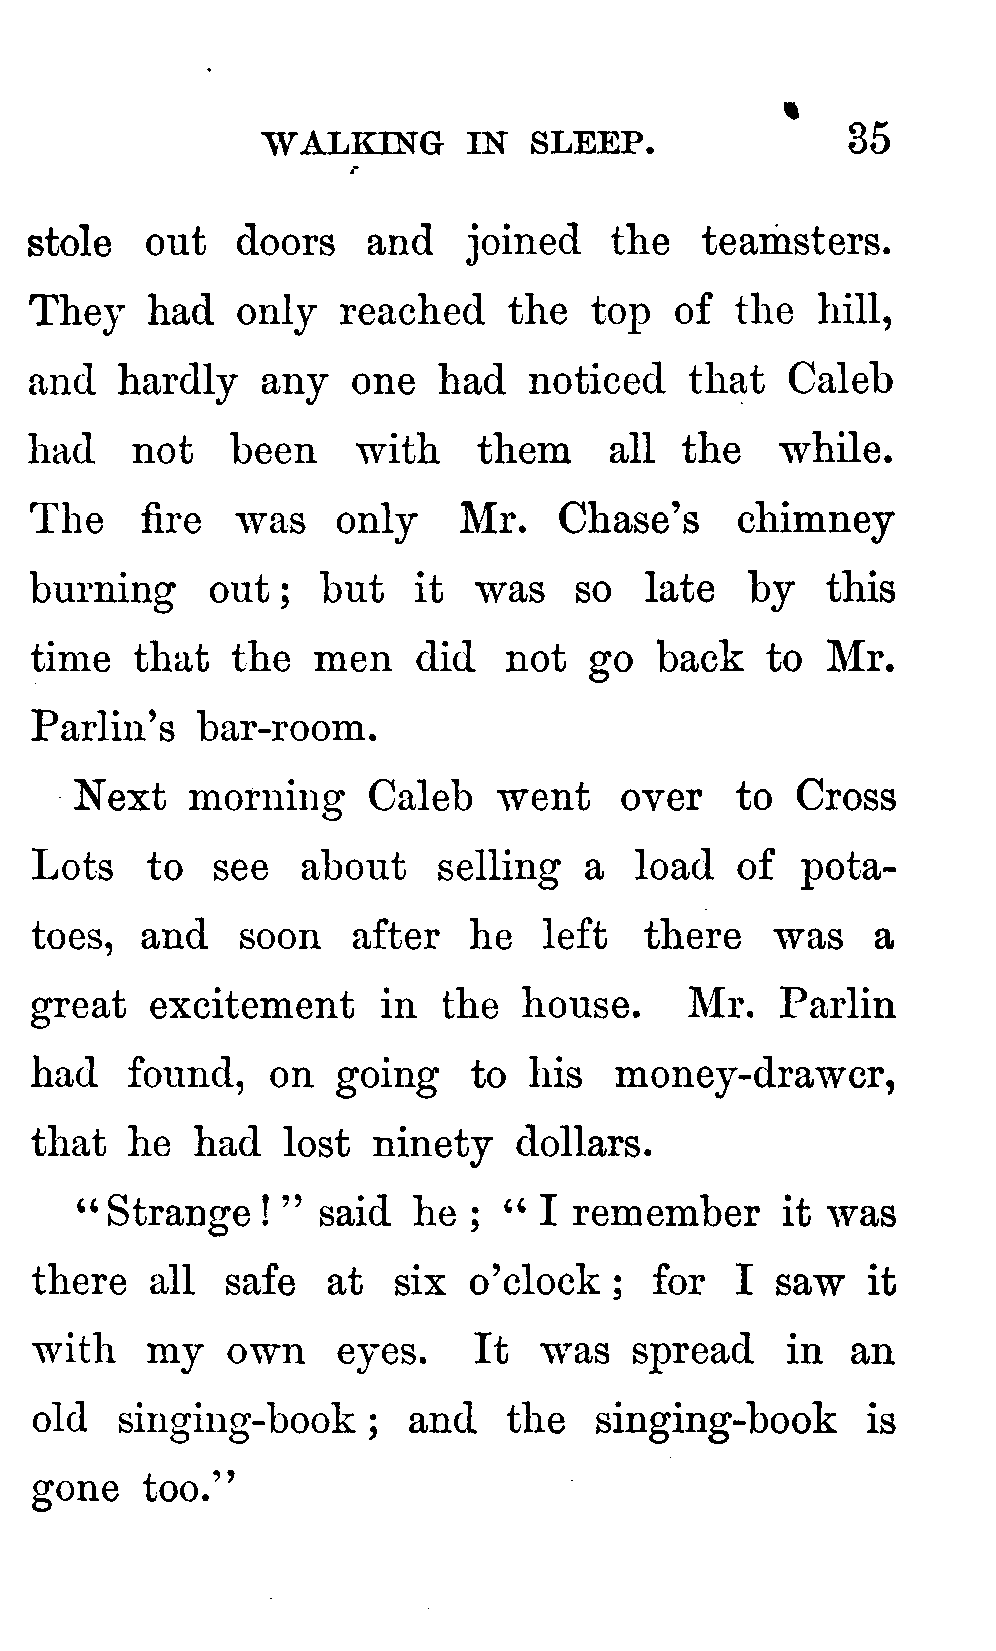 WALKING IN SLEEP. 35
stole out doors and joined the teamsters.
They had only reached the top of the hill,
and hardly any one had noticed that Caleb
had not been with them all the while.
The fire was only Mr. Chase's chimney
burning out; but it was so late by this
time that the men did not go back to Mr.
Parlin's bar-room.
Next morning Caleb went over to Cross
Lots to see about selling a load of pota-
toes, and soon after he left there was a
great excitement in the house. Mr. Parlin
had found, on going to his money-drawer,
that he had lost ninety dollars.
"Strange!" said he; "I remember it was
there all safe at six o'clock; for I saw it
with my own eyes. It was spread in an
old singing-book; and the singing-book is
gone too."